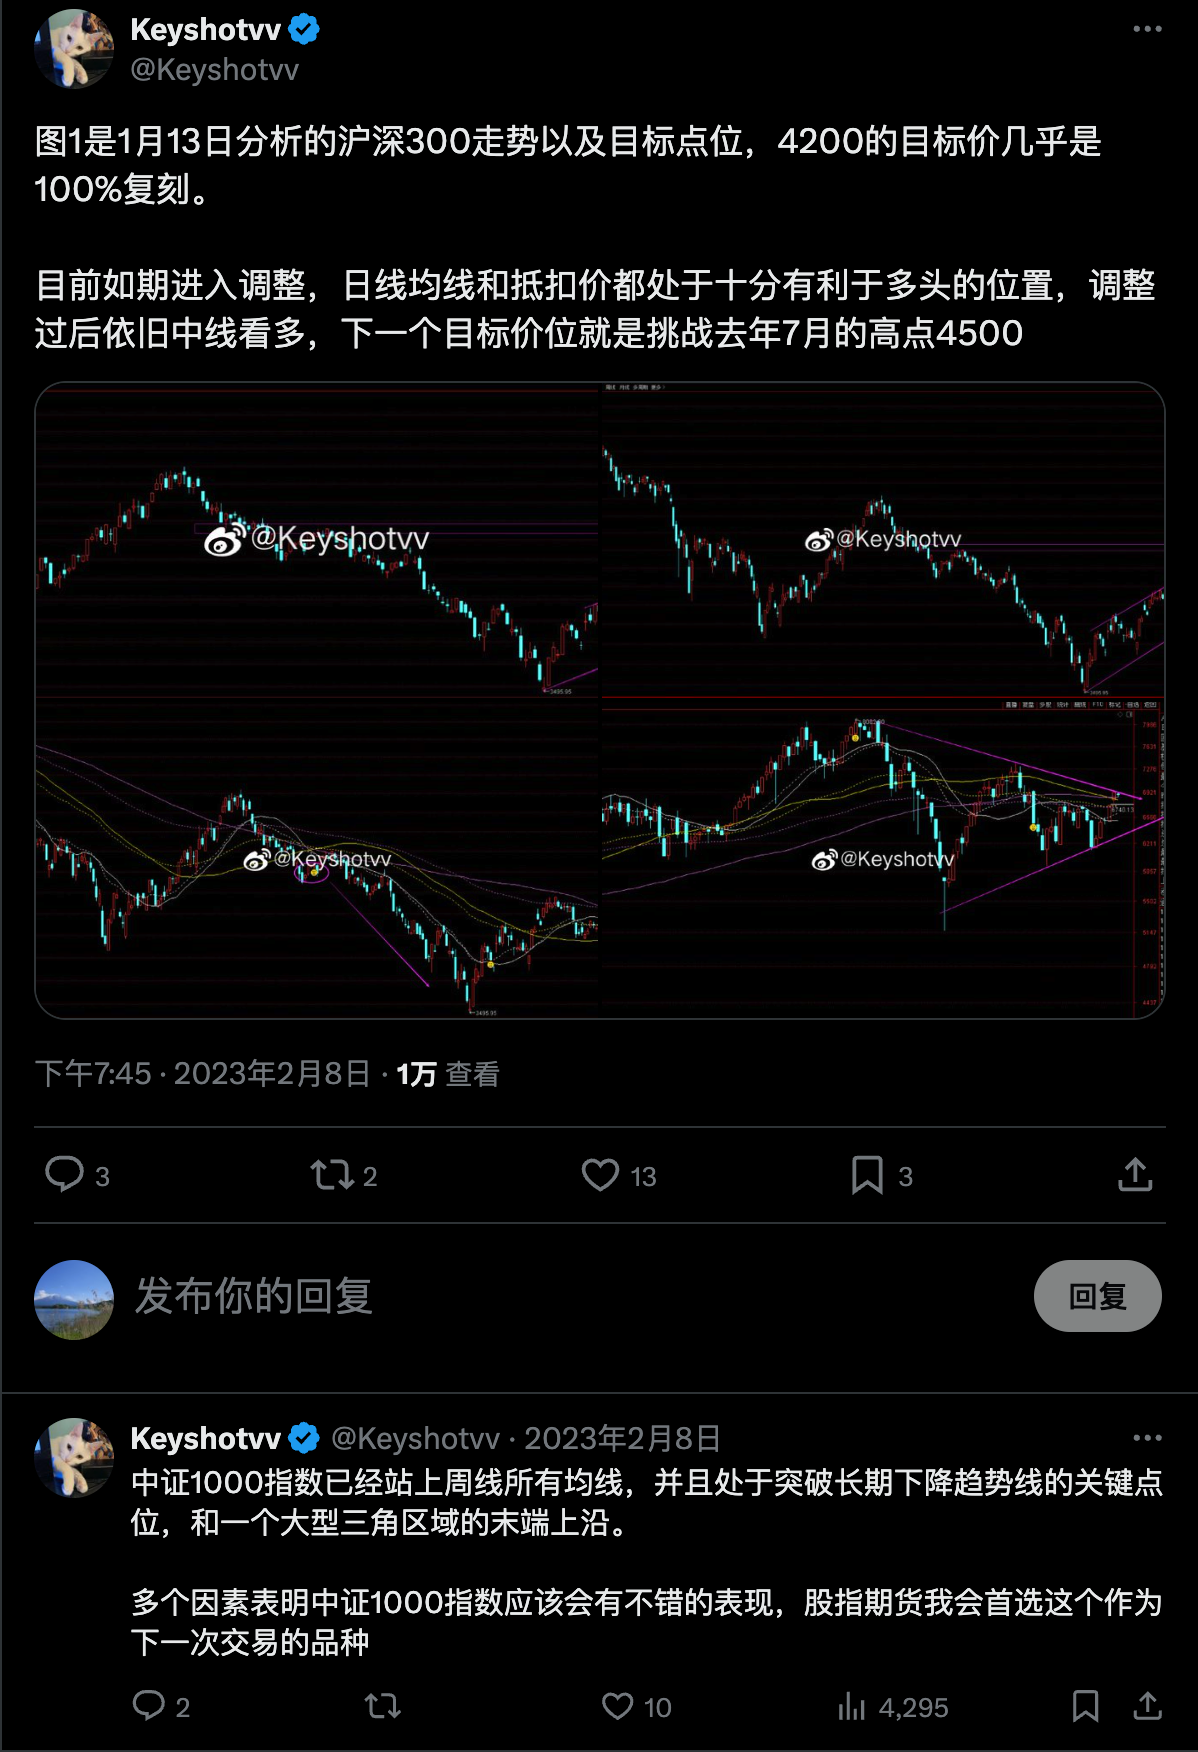 Keyshotvv
@Keyshotvv
图1是1月13日分析的沪深300走势以及目标点位，4200的目标价几乎是
100%复刻。
目前如期进入调整，日线均线和抵扣价都处于十分有利于多头的位置，调整
过后依旧中线看多，下一个目标价位就是挑战去年7月的高点4500
@Keyshotvv
3495.95
@Keyshotvv
3495.95
@Keyshotvv
3495.95
@Keyshotvv
下午7:45 · 2023年2月8日 · 1万 查看
3 2 13 3
发布你的回复
回复
Keyshotvv @Keyshotvv · 2023年2月8日
中证1000指数已经站上周线所有均线，并且处于突破长期下降趋势线的关键点
位，和一个大型三角区域的末端上沿。
多个因素表明中证1000指数应该会有不错的表现，股指期货我会首选这个作为
下一次交易的品种
2 10 4,295